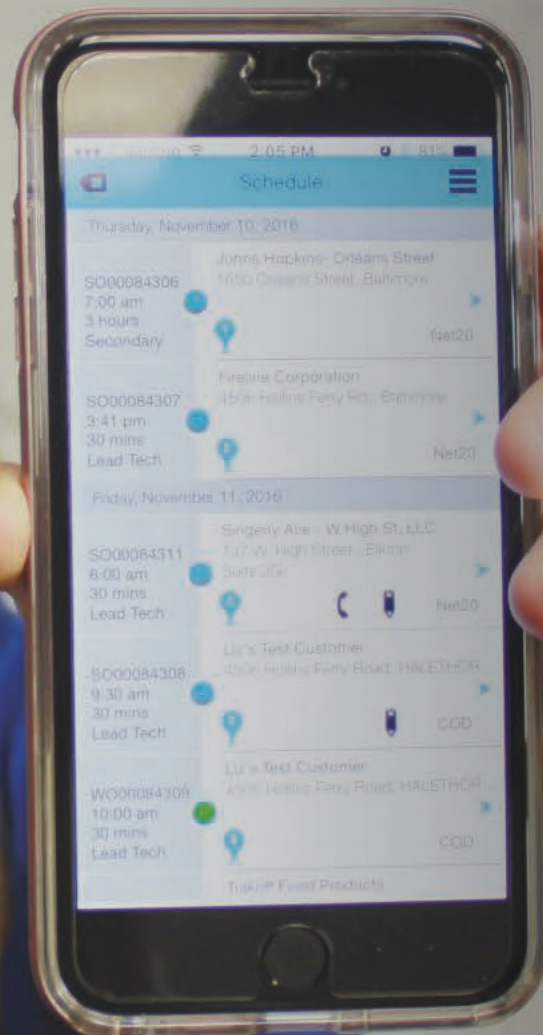 2:05 PM 81%
Schedule
Thursday, November 10, 2016
Johns Hopkins- Orleans Street
SO00084306
1650 Orleans Street, Baltimore
7:00 am
3 hours
Secondary
Net20
Fireline Corporation
SO00084307
4506 Hollins Ferry Rd., Baltimore
3:41 pm
30 mins
Lead Tech
Net20
Friday, November 11, 2016
Singerly Ave - W High St, LLC
SO00084311
137 W. High Street, Elkton
6:00 am
30 mins
Lead Tech
Net20
Lu's Test Customer
SO00084308
4506 Hollins Ferry Road, HALETHOR...
9:30 am
30 mins
Lead Tech
COD
Lu's Test Customer
WO00084309
4506 Hollins Ferry Road, HALETHOR...
10:00 am
30 mins
Lead Tech
COD
Food Products